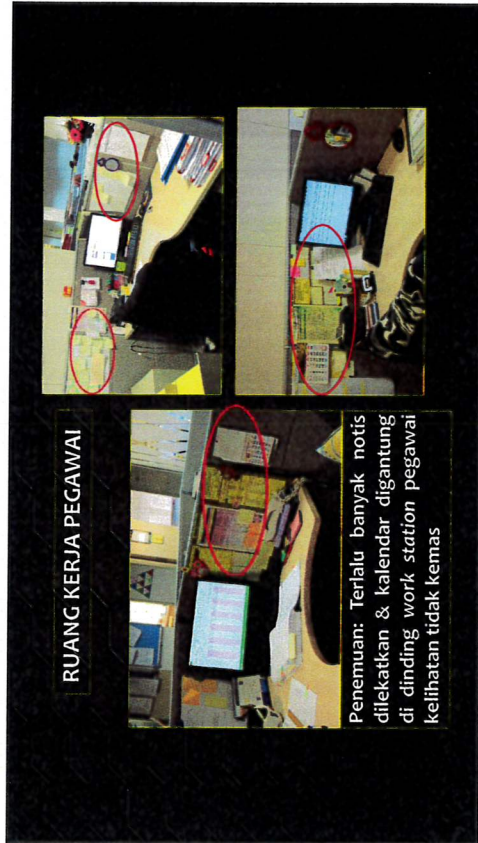 RUANG KERJA PEGAWAI
Penemuan: Terlalu banyak notis
dilekatkan & kalendar digantung
di dinding work station pegawai
kelihatan tidak kemas